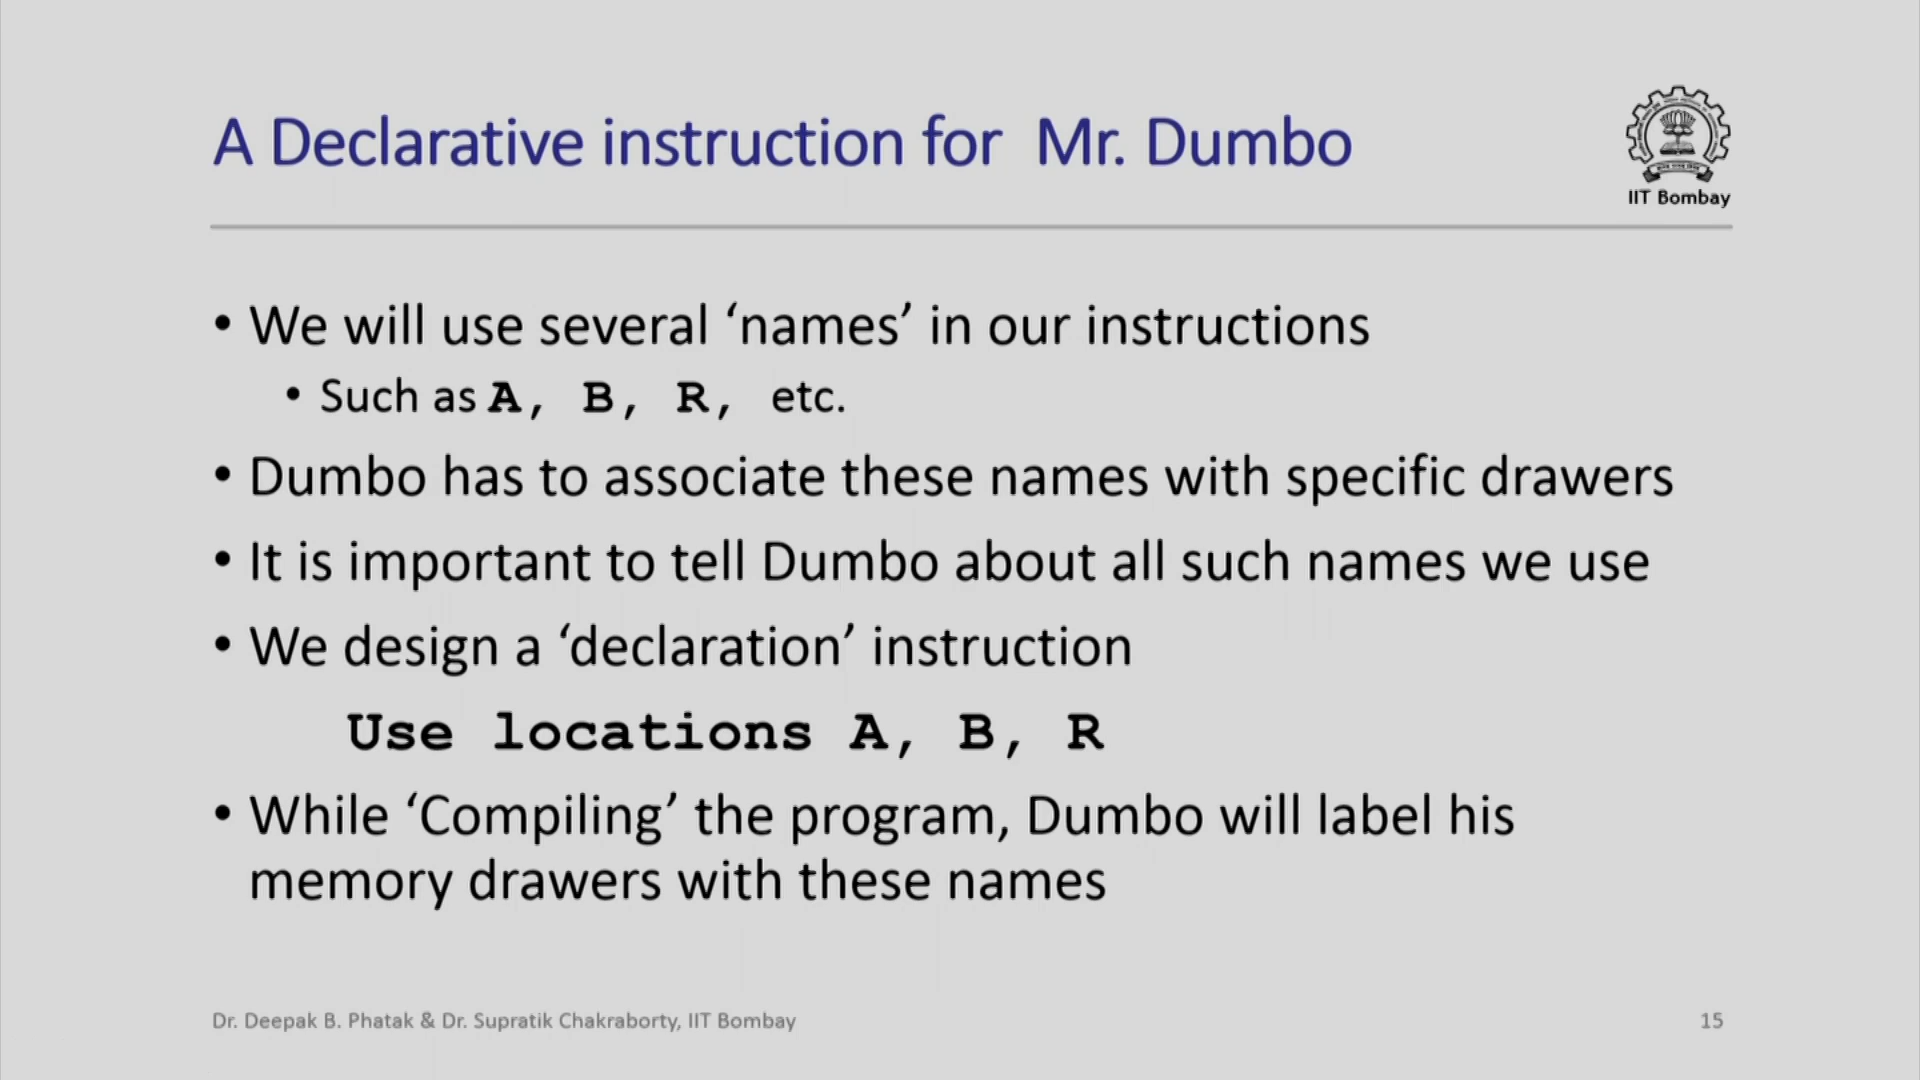 A Declarative instruction for Mr. Dumbo
IIT Bombay
• We will use several ‘names’ in our instructions
• Such as A, B, R, etc.
• Dumbo has to associate these names with specific drawers
• It is important to tell Dumbo about all such names we use
• We design a ‘declaration’ instruction
Use locations A, B, R
• While ‘Compiling’ the program, Dumbo will label his
memory drawers with these names
Dr. Deepak B. Phatak & Dr. Supratik Chakraborty, IIT Bombay
15